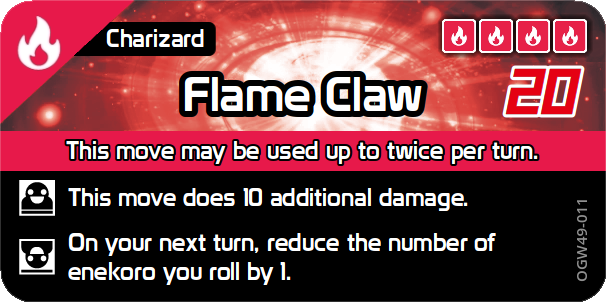 Charizard
Flame Claw
20
This move may be used up to twice per turn.
This move does 10 additional damage.
On your next turn, reduce the number of
enekoro you roll by 1.
OGW49-011